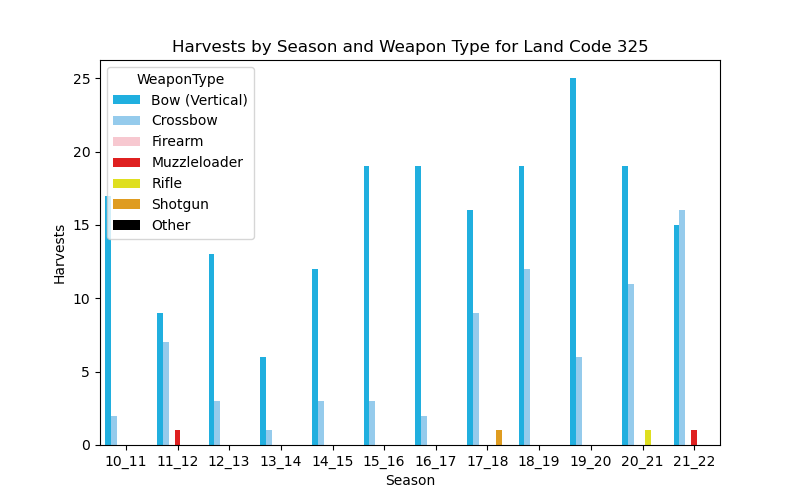 Harvests by Season and Weapon Type for Land Code 325
WeaponType
Bow (Vertical)
Crossbow
Firearm
Muzzleloader
Rifle
Shotgun
Other
25
20
15
10
5
0
Harvests
10_11 11_12 12_13 13_14 14_15 15_16 16_17 17_18 18_19 19_20 20_21 21_22
Season